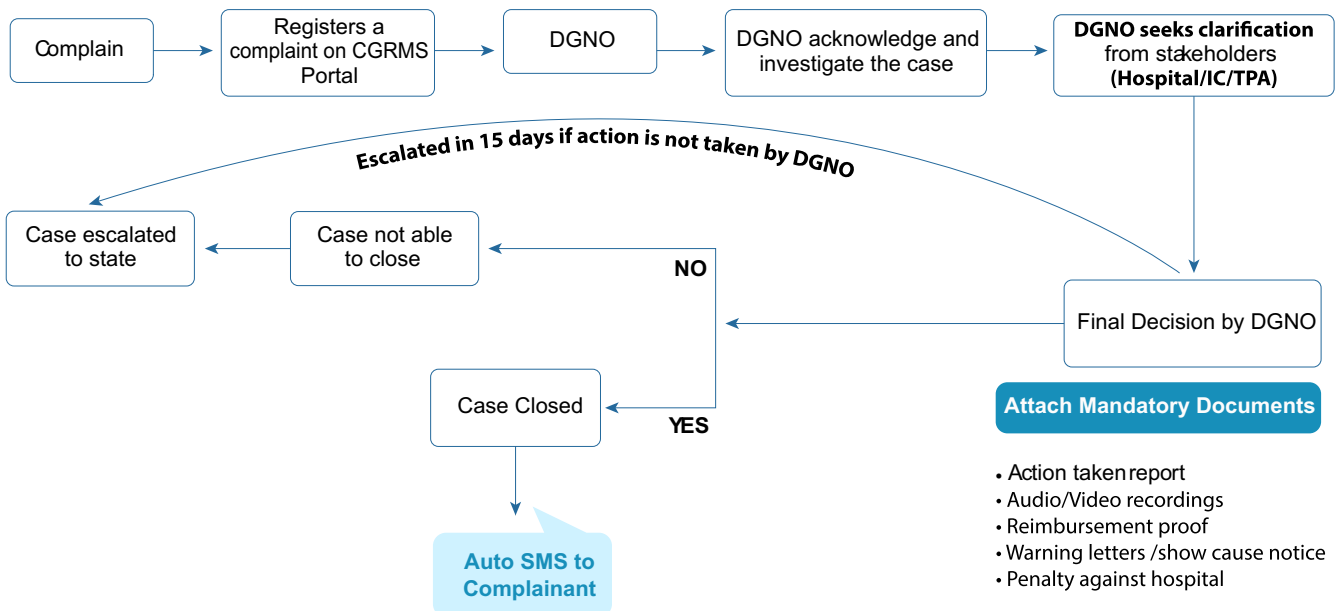 Complain
Registers a
complaint on CGRMS
Portal
DGNO
DGNO acknowledge and
investigate the case
DGNO seeks clarification
from stakeholders
(Hospital/IC/TPA)
Escalated in 15 days if action is not taken by DGNO
Case escalated
to state
Case not able
to close
NO
Final Decision by DGNO
Case Closed
YES
Attach Mandatory Documents
• Action taken report
• Audio/Video recordings
• Reimbursement proof
• Warning letters /show cause notice
• Penalty against hospital
Auto SMS to
Complainant